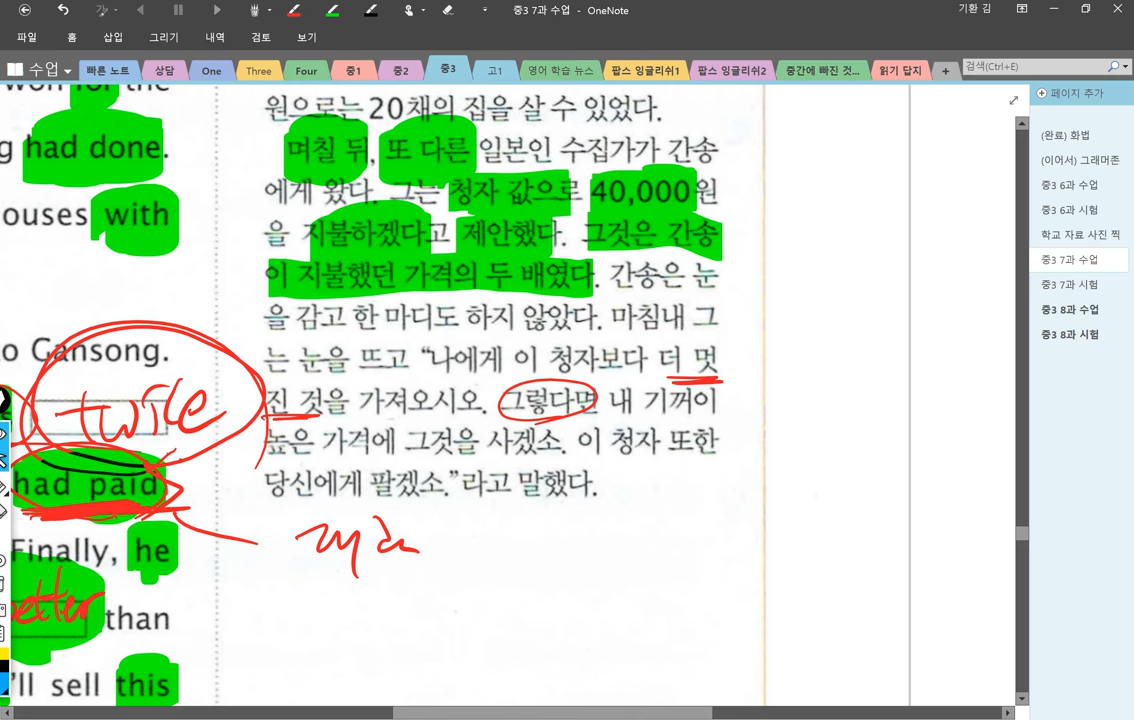 중3 7과 수업 - OneNote
기환 김
파일 홈 삽입 그리기 내역 검토 보기
수업 빠른 노트 상담 One Three Four 중1 중2 중3 고1 영어 학습 뉴스 팝스 잉글리쉬1 팝스 잉글리쉬2 중간에 빠진 것... 읽기 답지 + 검색(Ctrl+E)
페이지 추가
(완료) 화법
(이어서) 그래머존
중3 6과 수업
중3 6과 시험
학교 자료 사진 찍
중3 7과 수업
중3 7과 시험
중3 8과 수업
중3 8과 시험
won for the
g had done.
ouses with
o Gansong.
twice
had paid
Finally, he
better than
'll sell this
원으로는 20채의 집을 살 수 있었다.
며칠 뒤, 또 다른 일본인 수집가가 간송
에게 왔다. 그는 청자 값으로 40,000원
을 지불하겠다고 제안했다. 그것은 간송
이 지불했던 가격의 두 배였다. 간송은 눈
을 감고 한 마디도 하지 않았다. 마침내 그
는 눈을 뜨고 “나에게 이 청자보다 더 멋
진 것을 가져오시오. 그렇다면 내 기꺼이
높은 가격에 그것을 사겠소. 이 청자 또한
당신에게 팔겠소.”라고 말했다.